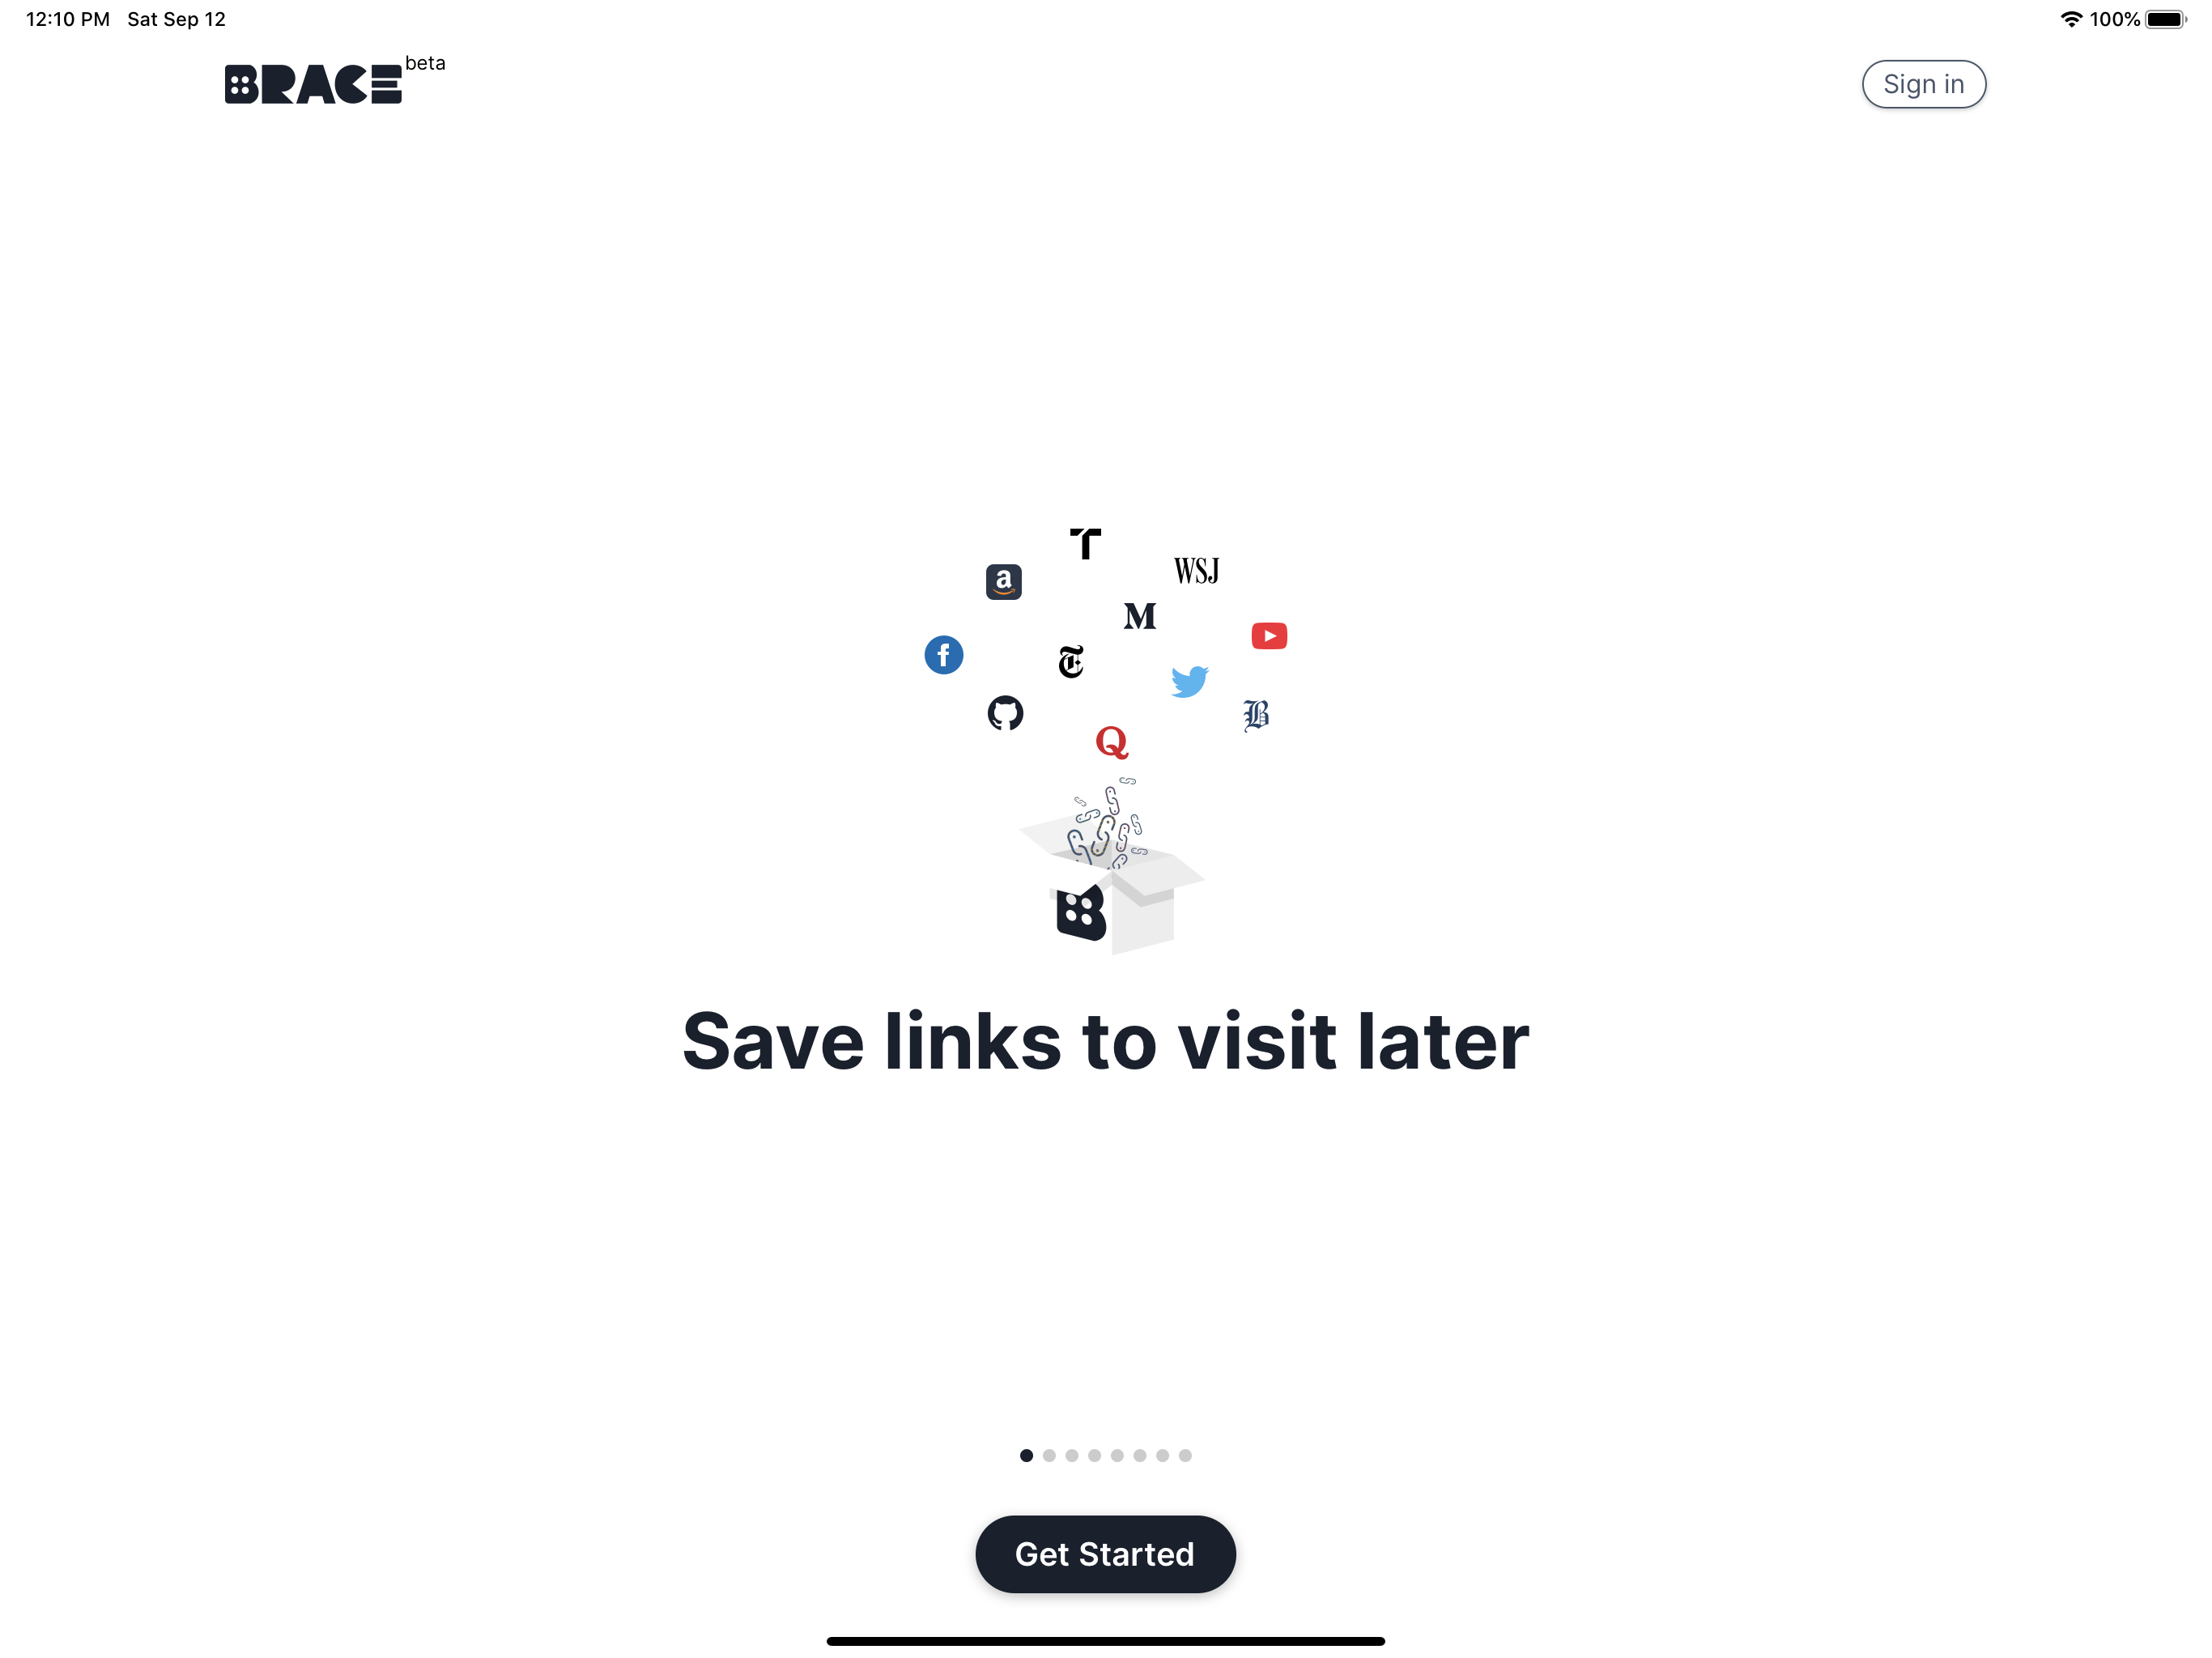 12:10 PM Sat Sep 12
100%
BRACE beta
Sign in
T
WSJ
a
M
f
T
B
Q
B
Save links to visit later
Get Started